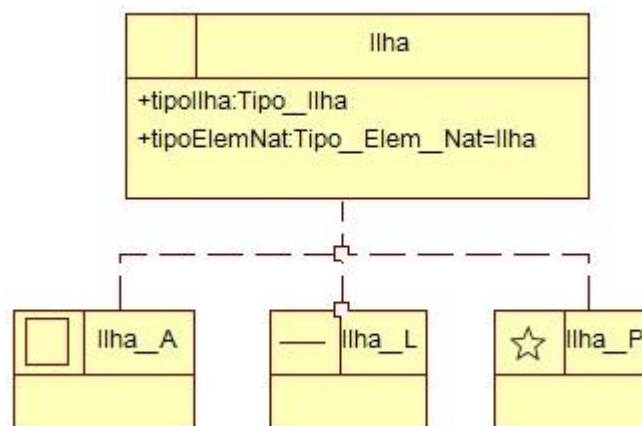 Ilha
+tipoIlha:Tipo__Ilha
+tipoElemNat:Tipo__Elem__Nat=Ilha
Ilha__A
Ilha__L
Ilha__P